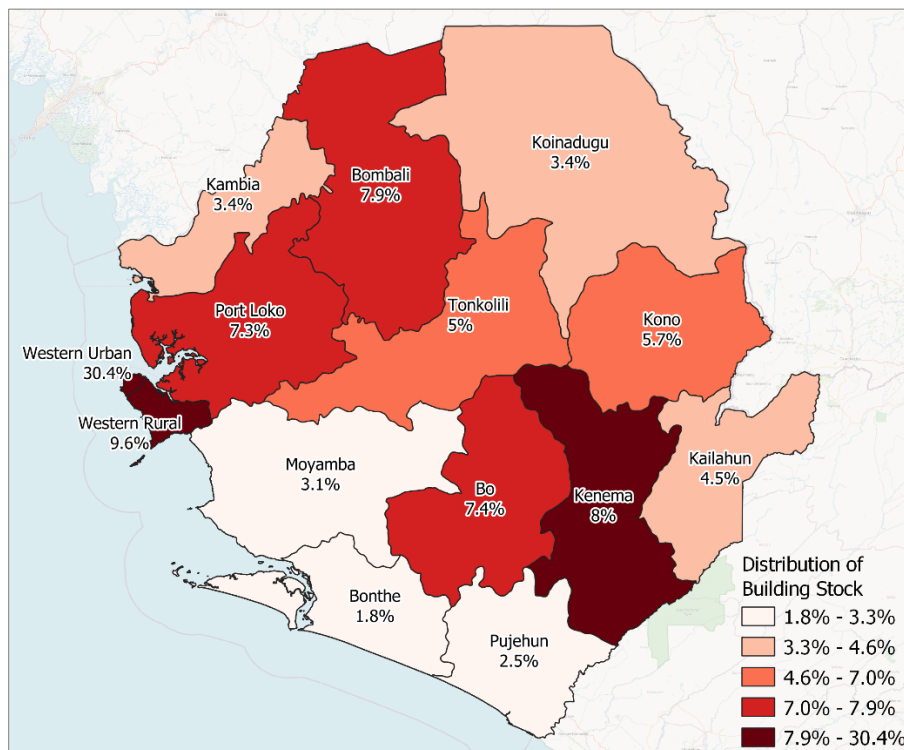 Koinadugu
3.4%
Bombali
7.9%
Kambia
3.4%
Port Loko
7.3%
Tonkolili
5%
Kono
5.7%
Western Urban
30.4%
Western Rural
9.6%
Moyamba
3.1%
Bo
7.4%
Kenema
8%
Kailahun
4.5%
Bonthe
1.8%
Pujehun
2.5%
Distribution of
Building Stock
1.8% - 3.3%
3.3% - 4.6%
4.6% - 7.0%
7.0% - 7.9%
7.9% - 30.4%